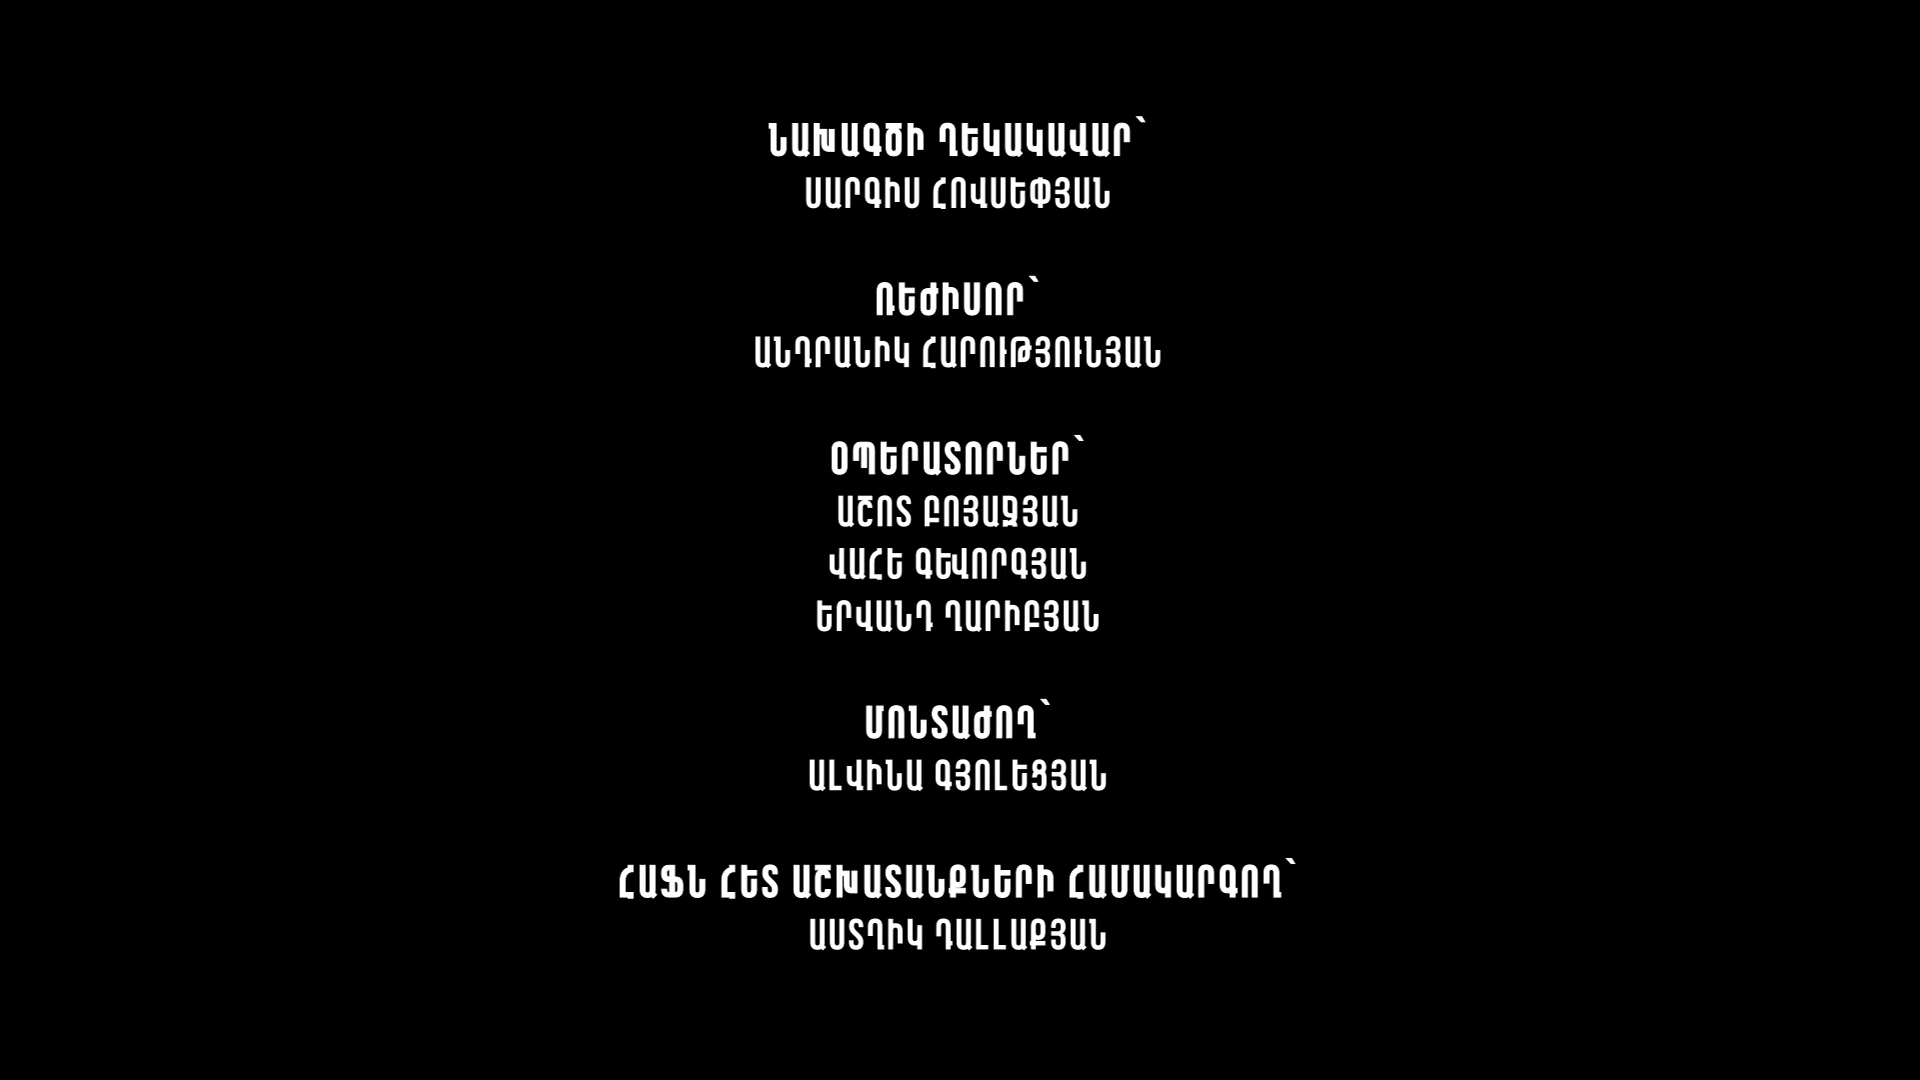 ՆԱԽԱԳԾԻ ՂԵԿԱՎԱՐ՝
ՍԱՐԳԻՍ ՀՈՎՍԵՓՅԱՆ
ՌԵԺԻՍՈՐ՝
ԱՆԴՐԱՆԻԿ ՀԱՐՈՒԹՅՈՒՆՅԱՆ
ՕՊԵՐԱՏՈՐՆԵՐ՝
ԱՇՈՏ ԲՈՅԱՋՅԱՆ
ՎԱՀԵ ԳԵՎՈՐԳՅԱՆ
ԵՐՎԱՆԴ ՂԱՐԻԲՅԱՆ
ՄՈՆՏԱԺՈՂ՝
ԱԼՎԻՆԱ ԳՅՈԼԵՑՅԱՆ
ՀԱՖՆ ՀԵՏ ԱՇԽԱՏԱՆՔՆԵՐԻ ՀԱՄԱԿԱՐԳՈՂ՝
ԱՍՏՂԻԿ ԴԱԼԼԱՔՅԱՆ